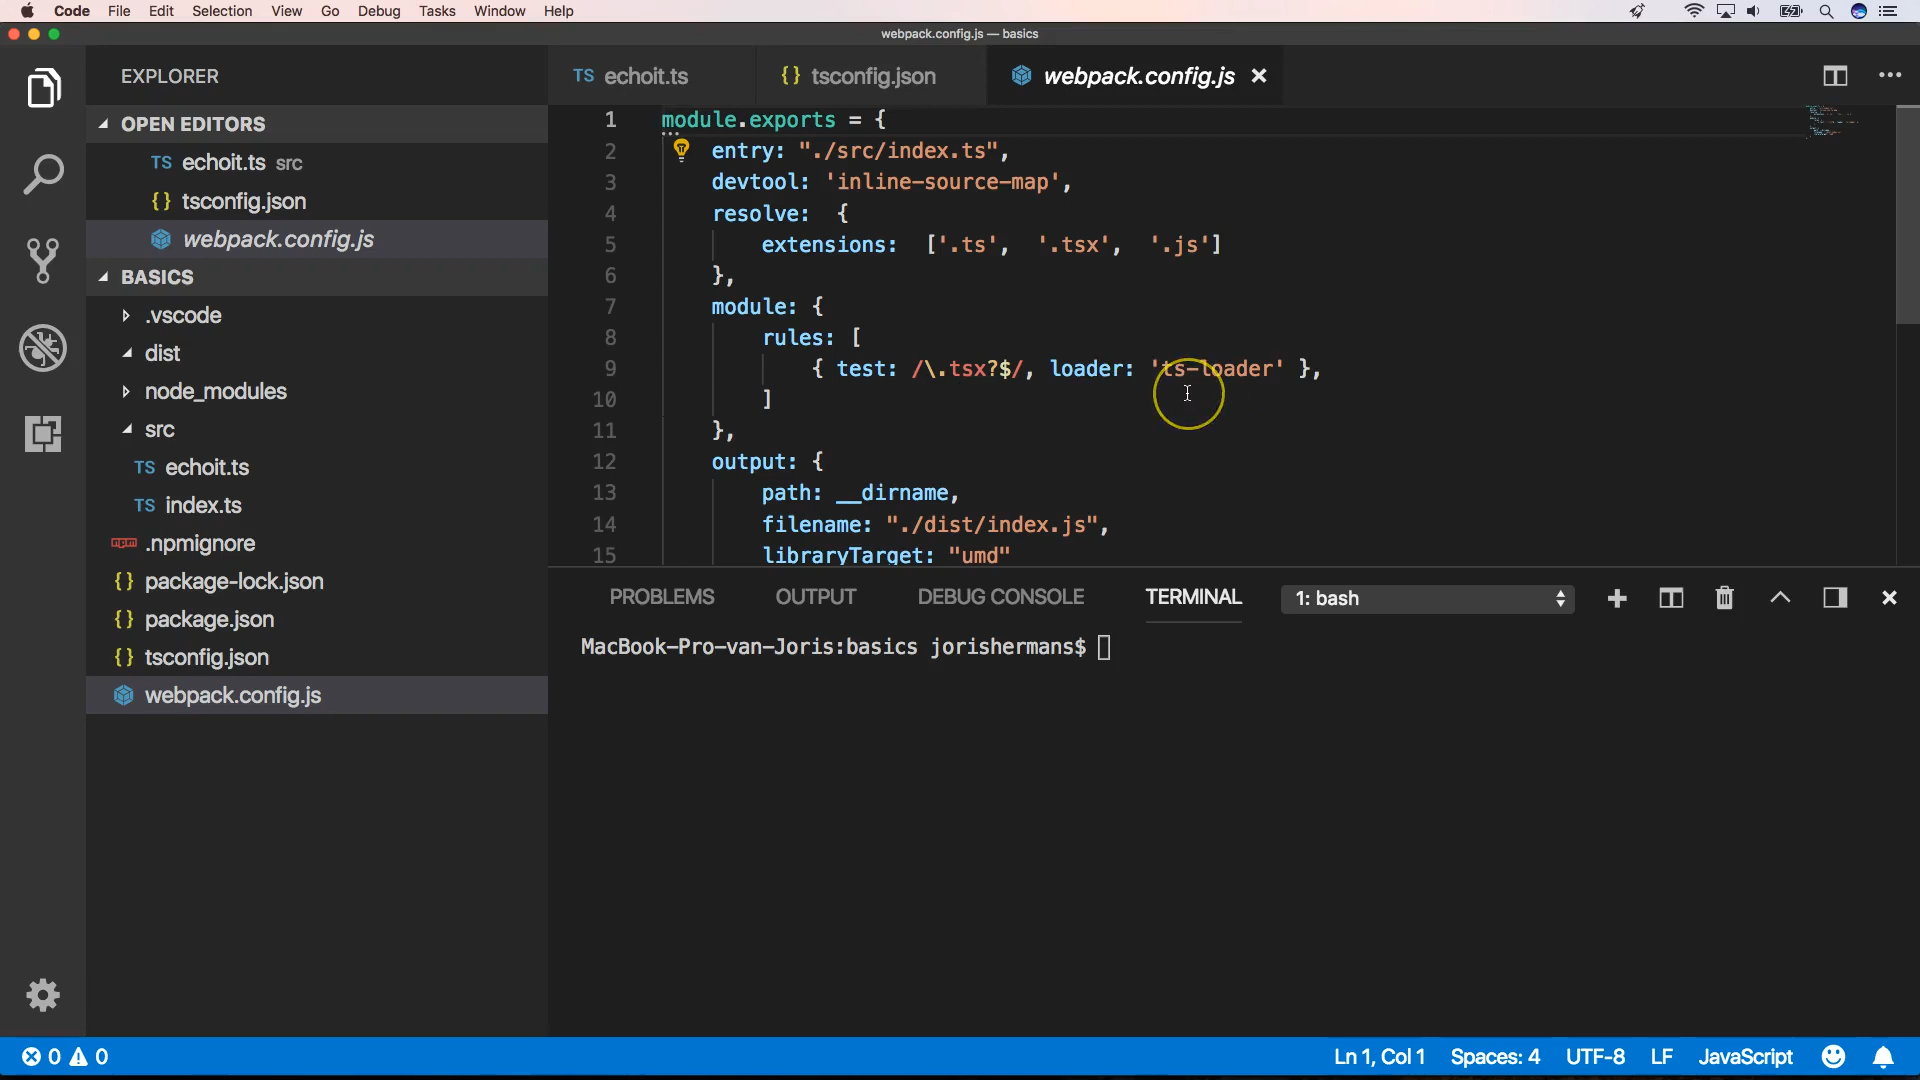 Code File Edit Selection View Go Debug Tasks Window Help
webpack.config.js — basics
EXPLORER
OPEN EDITORS
TS echoit.ts src
{} tsconfig.json
webpack.config.js
BASICS
.vscode
dist
node_modules
src
TS echoit.ts
TS index.ts
npm .npmignore
{} package-lock.json
{} package.json
{} tsconfig.json
webpack.config.js
TS echoit.ts {} tsconfig.json webpack.config.js
1 module.exports = {
2 entry: "./src/index.ts",
3 devtool: 'inline-source-map',
4 resolve: {
5 extensions: ['.ts', '.tsx', '.js']
6 },
7 module: {
8 rules: [
9 { test: /\.tsx?$/, loader: 'ts-loader' },
10 ]
11 },
12 output: {
13 path: __dirname,
14 filename: "./dist/index.js",
15 libraryTarget: "umd"
PROBLEMS OUTPUT DEBUG CONSOLE TERMINAL 1: bash
MacBook-Pro-van-Joris:basics jorishermans$
0 0 Ln 1, Col 1 Spaces: 4 UTF-8 LF JavaScript